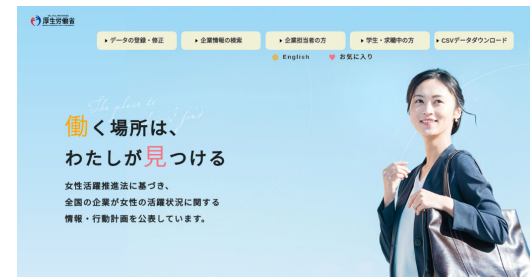 厚生労働省
▶ データの登録・修正
▶ 企業情報の検索
▶ 企業担当者の方
▶ 学生・求職中の方
▶ CSVデータダウンロード
English
お気に入り
The place to
働く場所は、
わたしが見つける
女性活躍推進法に基づき、
全国の企業が女性の活躍状況に関する
情報・行動計画を公表しています。